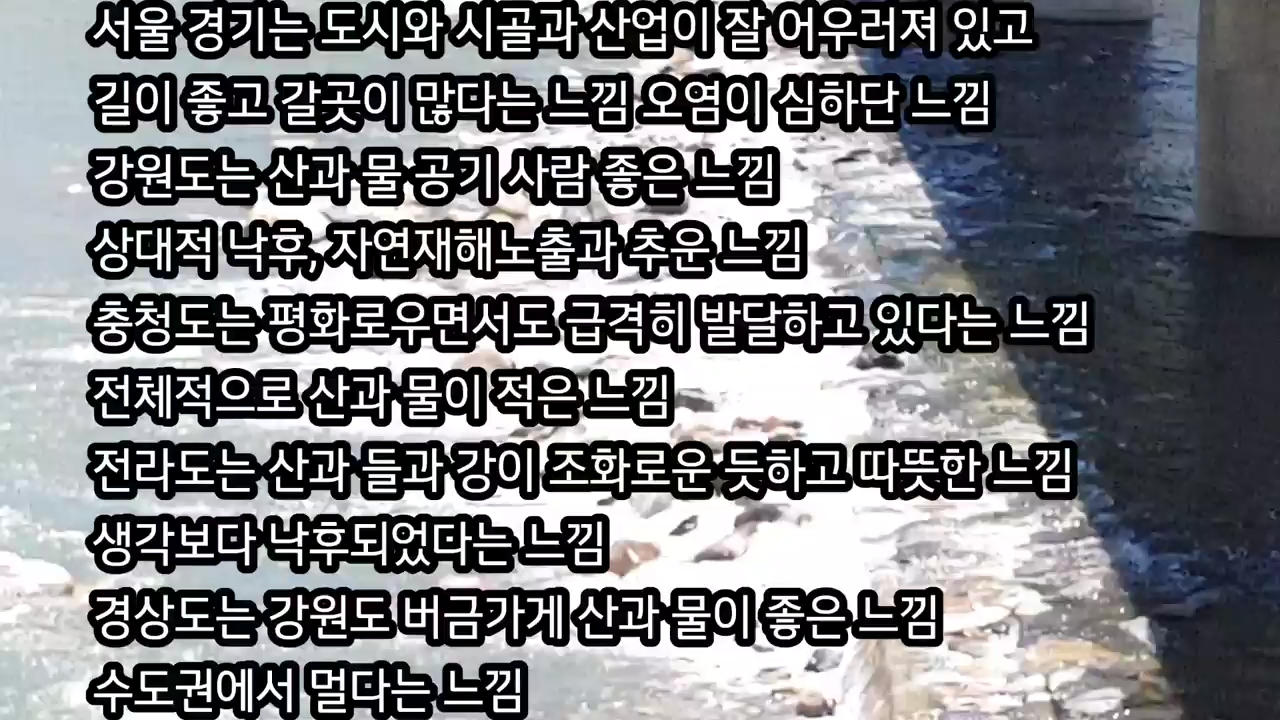 서울 경기는 도시와 시골과 산업이 잘 어우러져 있고
길이 좋고 갈곳이 많다는 느낌 오염이 심하단 느낌
강원도는 산과 물 공기 사람 좋은 느낌
상대적 낙후, 자연재해노출과 추운 느낌
충청도는 평화로우면서도 급격히 발달하고 있다는 느낌
전체적으로 산과 물이 적은 느낌
전라도는 산과 들과 강이 조화로운 듯하고 따뜻한 느낌
생각보다 낙후되었다는 느낌
경상도는 강원도 버금가게 산과 물이 좋은 느낌
수도권에서 멀다는 느낌